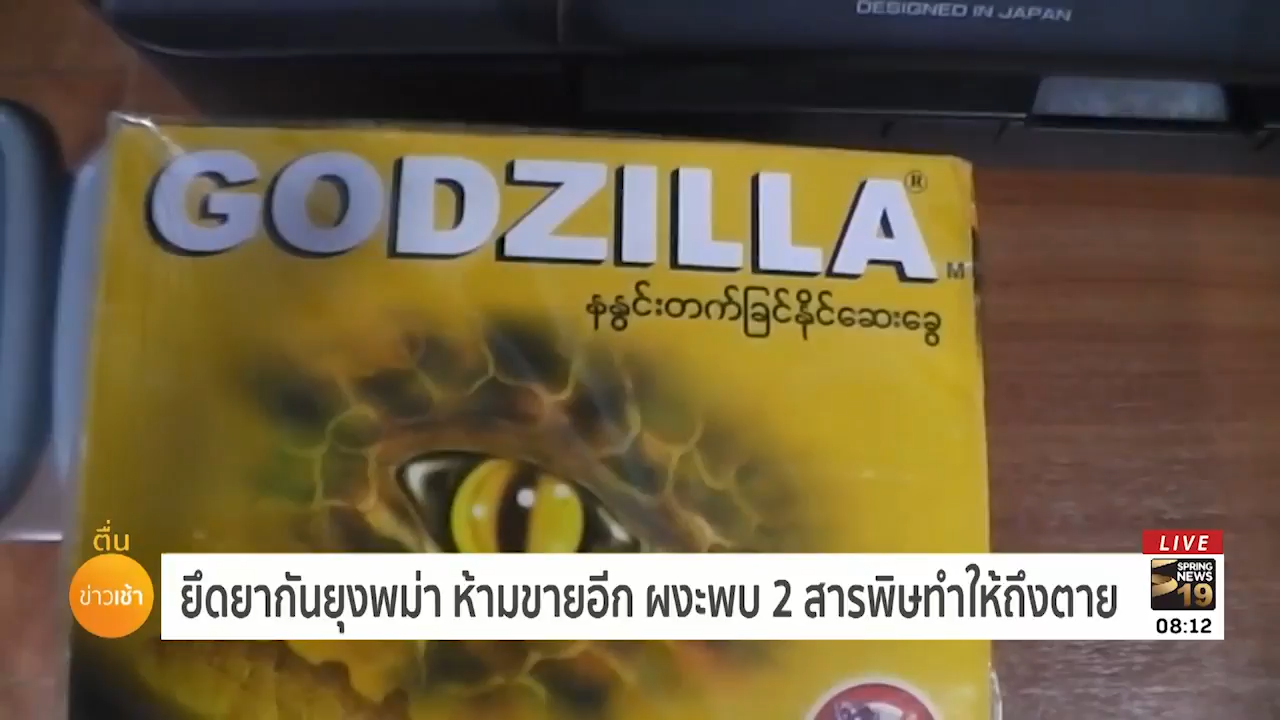 DESIGNED IN JAPAN
GODZILLA®
M
နနွင်းတက်ခြင်နိုင်ဆေးခွေ
ตื่น
ข่าวเช้า
ยึดยากันยุงพม่า ห้ามขายอีก ผงะพบ 2 สารพิษทำให้ถึงตาย
LIVE
SPRING
NEWS
19
08:12